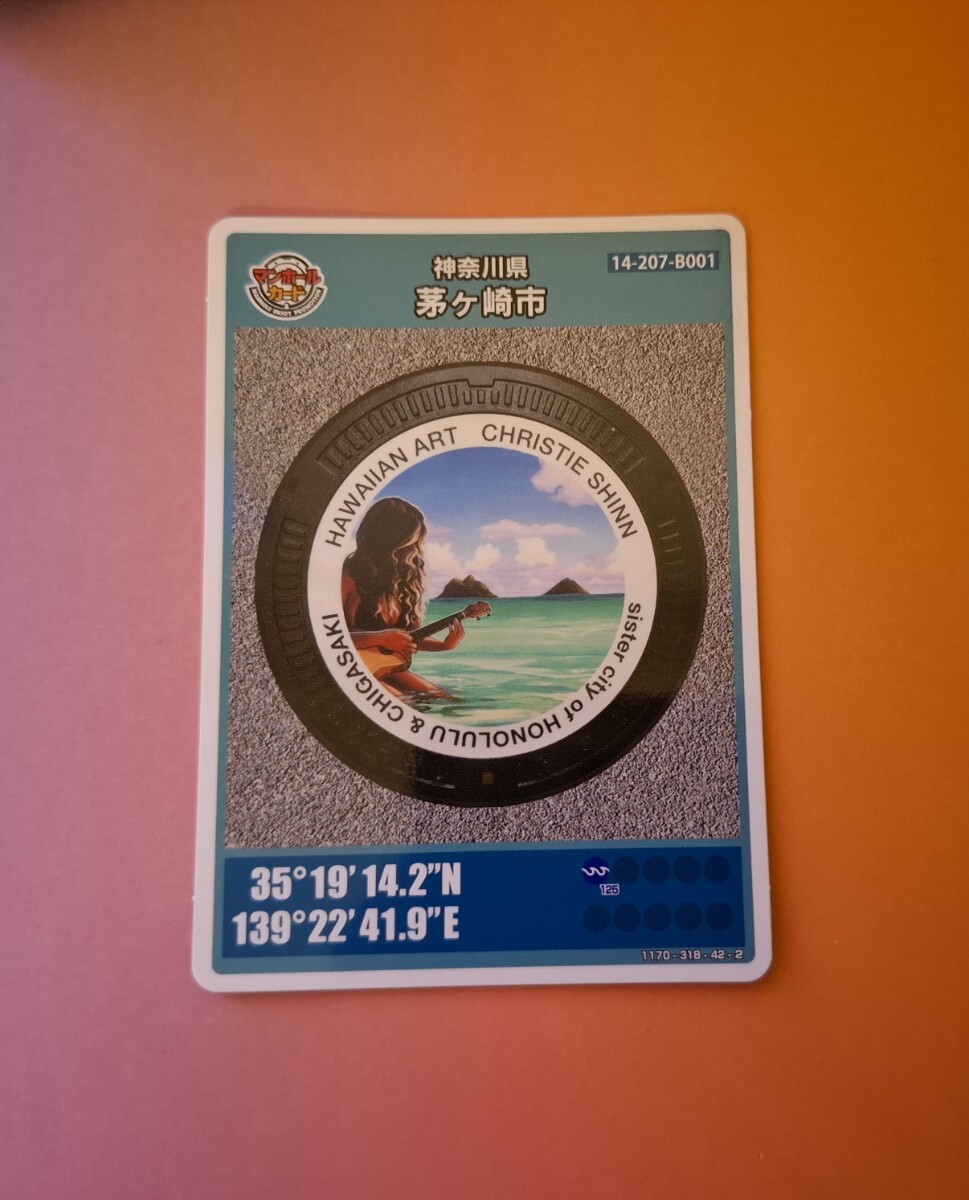 マンホール
カード
神奈川県
茅ヶ崎市
14-207-B001
HAWAIIAN ART CHRISTIE SHINN
sister city of HONOLULU & CHIGASAKI
35°19'14.2"N
139°22'41.9"E
125
1170-318-42-2